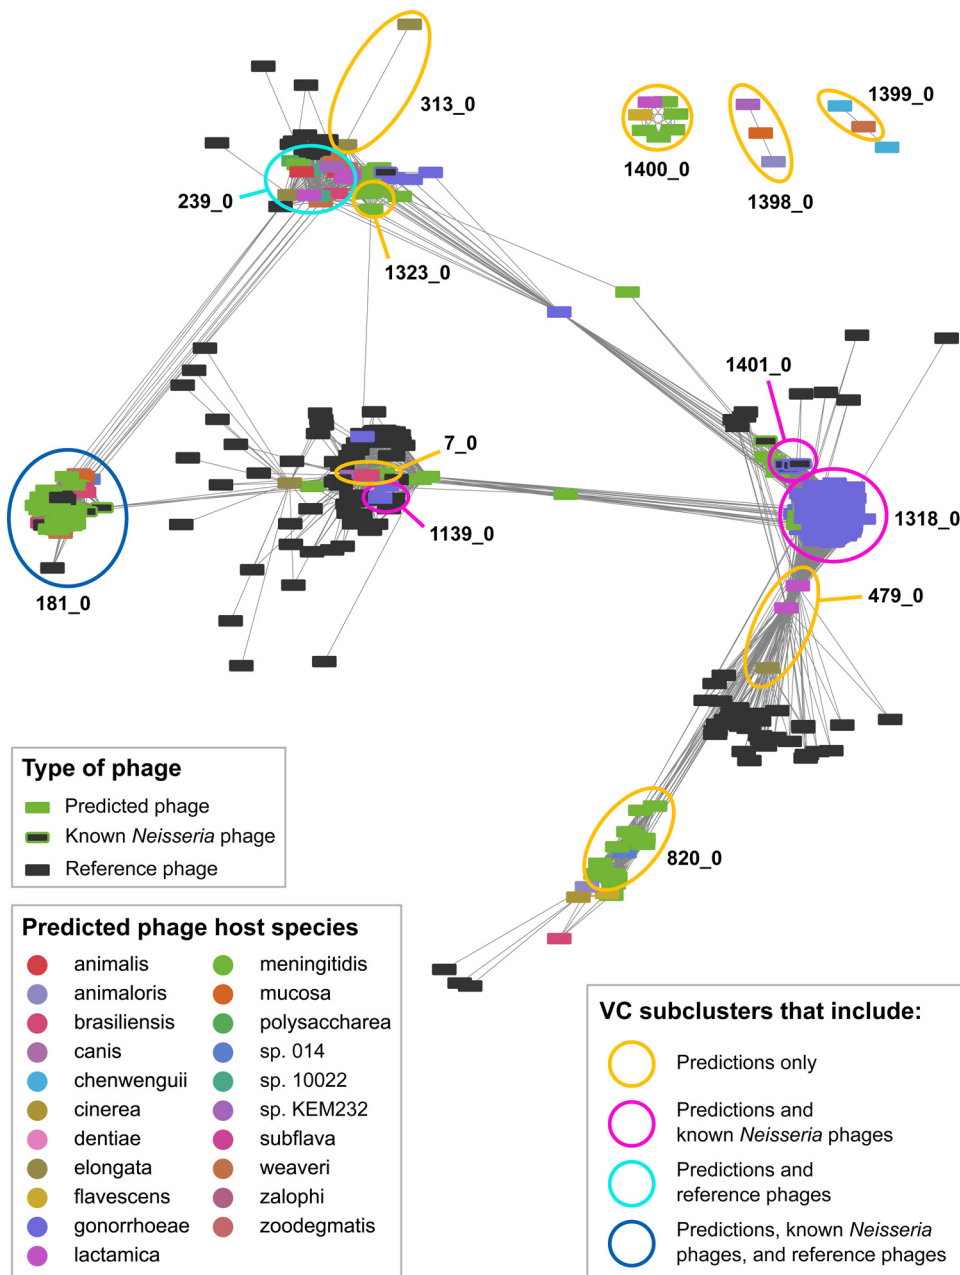 313_0
1399_0
1400_0
1398_0
239_0
1323_0
1401_0
7_0
1139_0
1318_0
181_0
479_0
820_0
Type of phage
Predicted phage
Known Neisseria phage
Reference phage
Predicted phage host species
animalis
animaloris
brasiliensis
canis
chenwenguii
cinerea
dentiae
elongata
flavescens
gonorrhoeae
lactamica
meningitidis
mucosa
polysaccharea
sp. 014
sp. 10022
sp. KEM232
subflava
weaveri
zalophi
zoodegmatis
VC subclusters that include:
Predictions only
Predictions and
known Neisseria phages
Predictions and
reference phages
Predictions, known Neisseria
phages, and reference phages